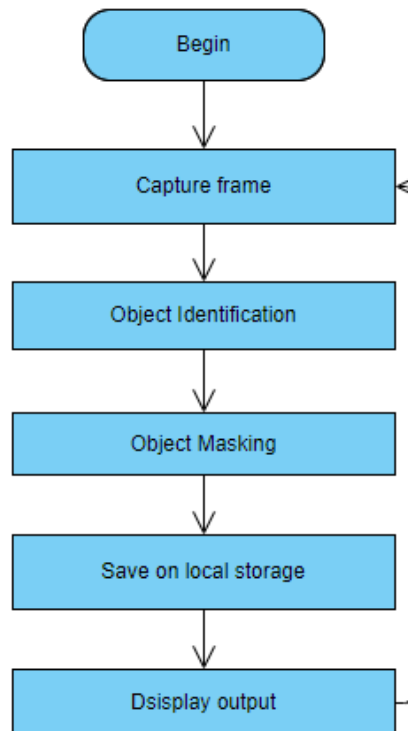 Begin
Capture frame
Object Identification
Object Masking
Save on local storage
Dsisplay output